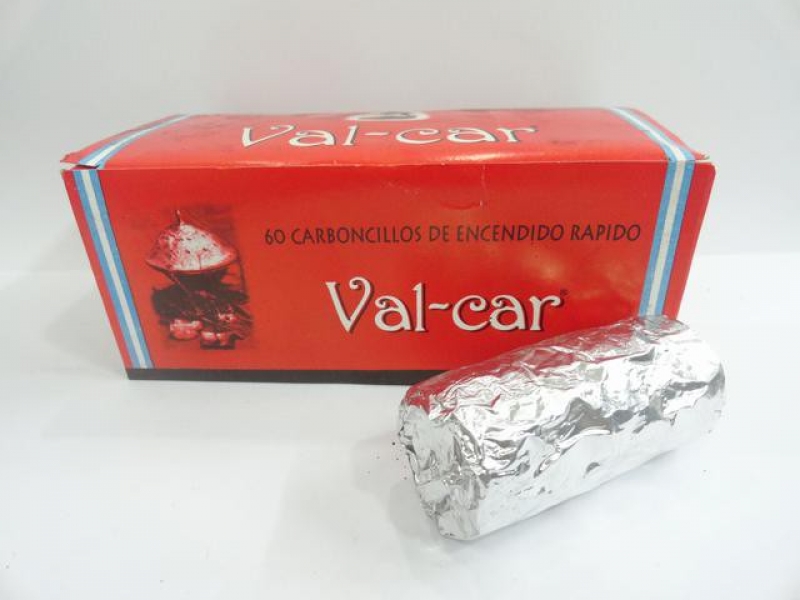 Val-car
60 CARBONCILLOS DE ENCENDIDO RAPIDO
Val-car®